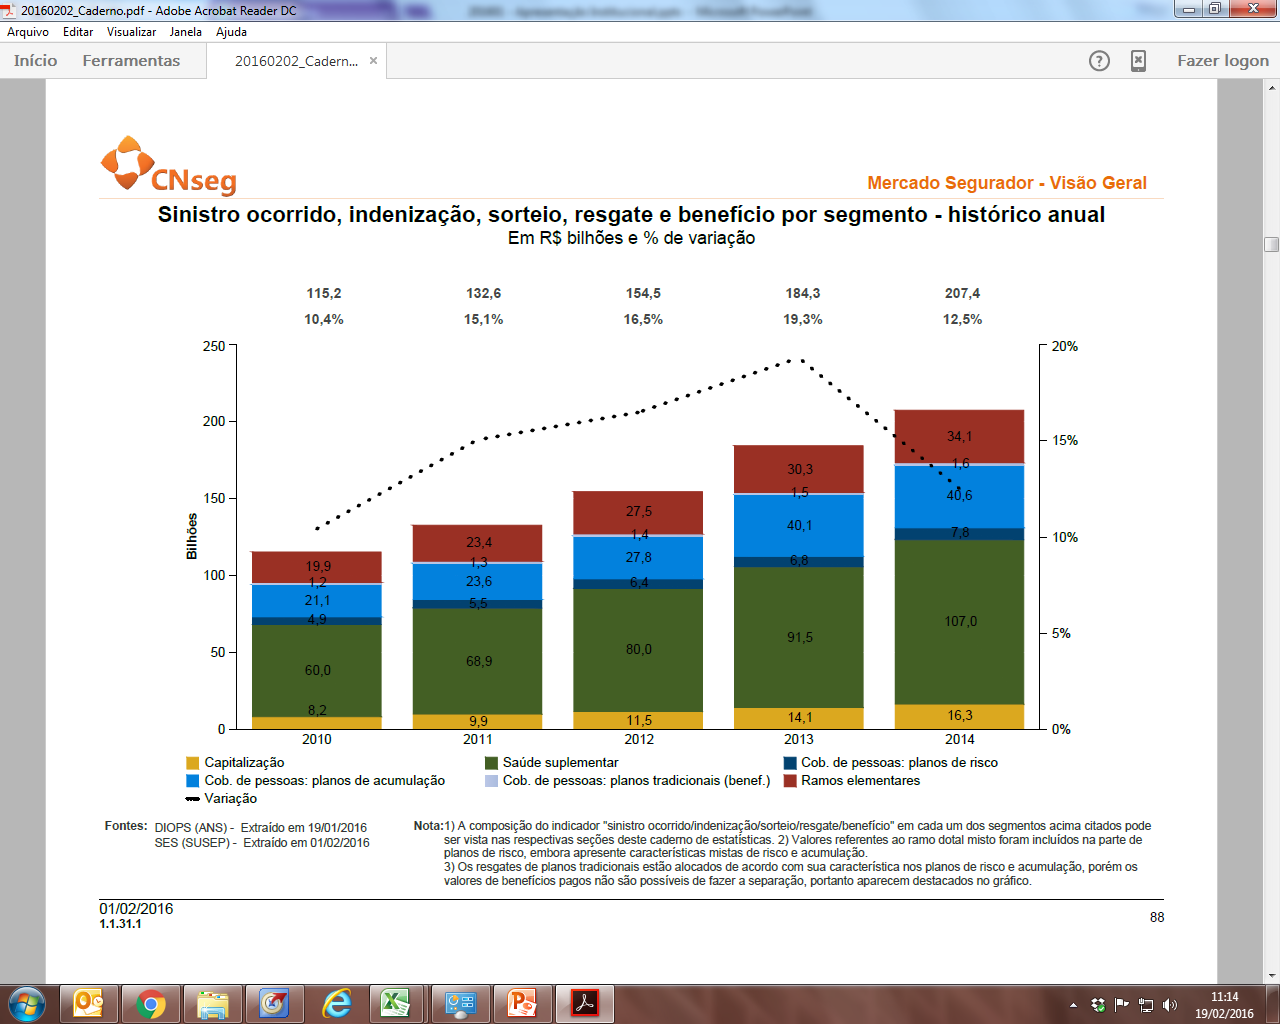 20160202_Caderno.pdf - Adobe Acrobat Reader DC
Arquivo Editar Visualizar Janela Ajuda
Início Ferramentas 20160202_Cadern... × ? Fazer logon
CNseg
Mercado Segurador - Visão Geral
Sinistro ocorrido, indenização, sorteio, resgate e benefício por segmento - histórico anual
Em R$ bilhões e % de variação
115,2 132,6 154,5 184,3 207,4
10,4% 15,1% 16,5% 19,3% 12,5%
250 20%
200 15%
150 10%
100 5%
50 0%
0
Bilhões
19,9 1,2 21,1 4,9 60,0 8,2
23,4 1,3 23,6 5,5 68,9 9,9
27,5 1,4 27,8 6,4 80,0 11,5
30,3 1,5 40,1 6,8 91,5 14,1
34,1 1,6 40,6 7,8 107,0 16,3
2010 2011 2012 2013 2014
Capitalização Saúde suplementar Cob. de pessoas: planos de risco
Cob. de pessoas: planos de acumulação Cob. de pessoas: planos tradicionais (benef.) Ramos elementares
Variação
Fontes: DIOPS (ANS) - Extraído em 19/01/2016
SES (SUSEP) - Extraído em 01/02/2016
Nota:1) A composição do indicador "sinistro ocorrido/indenização/sorteio/resgate/benefício" em cada um dos segmentos acima citados pode
ser vista nas respectivas seções deste caderno de estatísticas. 2) Valores referentes ao ramo dotal misto foram incluídos na parte de
planos de risco, embora apresente características mistas de risco e acumulação.
3) Os resgates de planos tradicionais estão alocados de acordo com sua característica nos planos de risco e acumulação, porém os
valores de benefícios pagos não são possíveis de fazer a separação, portanto aparecem destacados no gráfico.
01/02/2016
1.1.31.1
88
11:14
19/02/2016